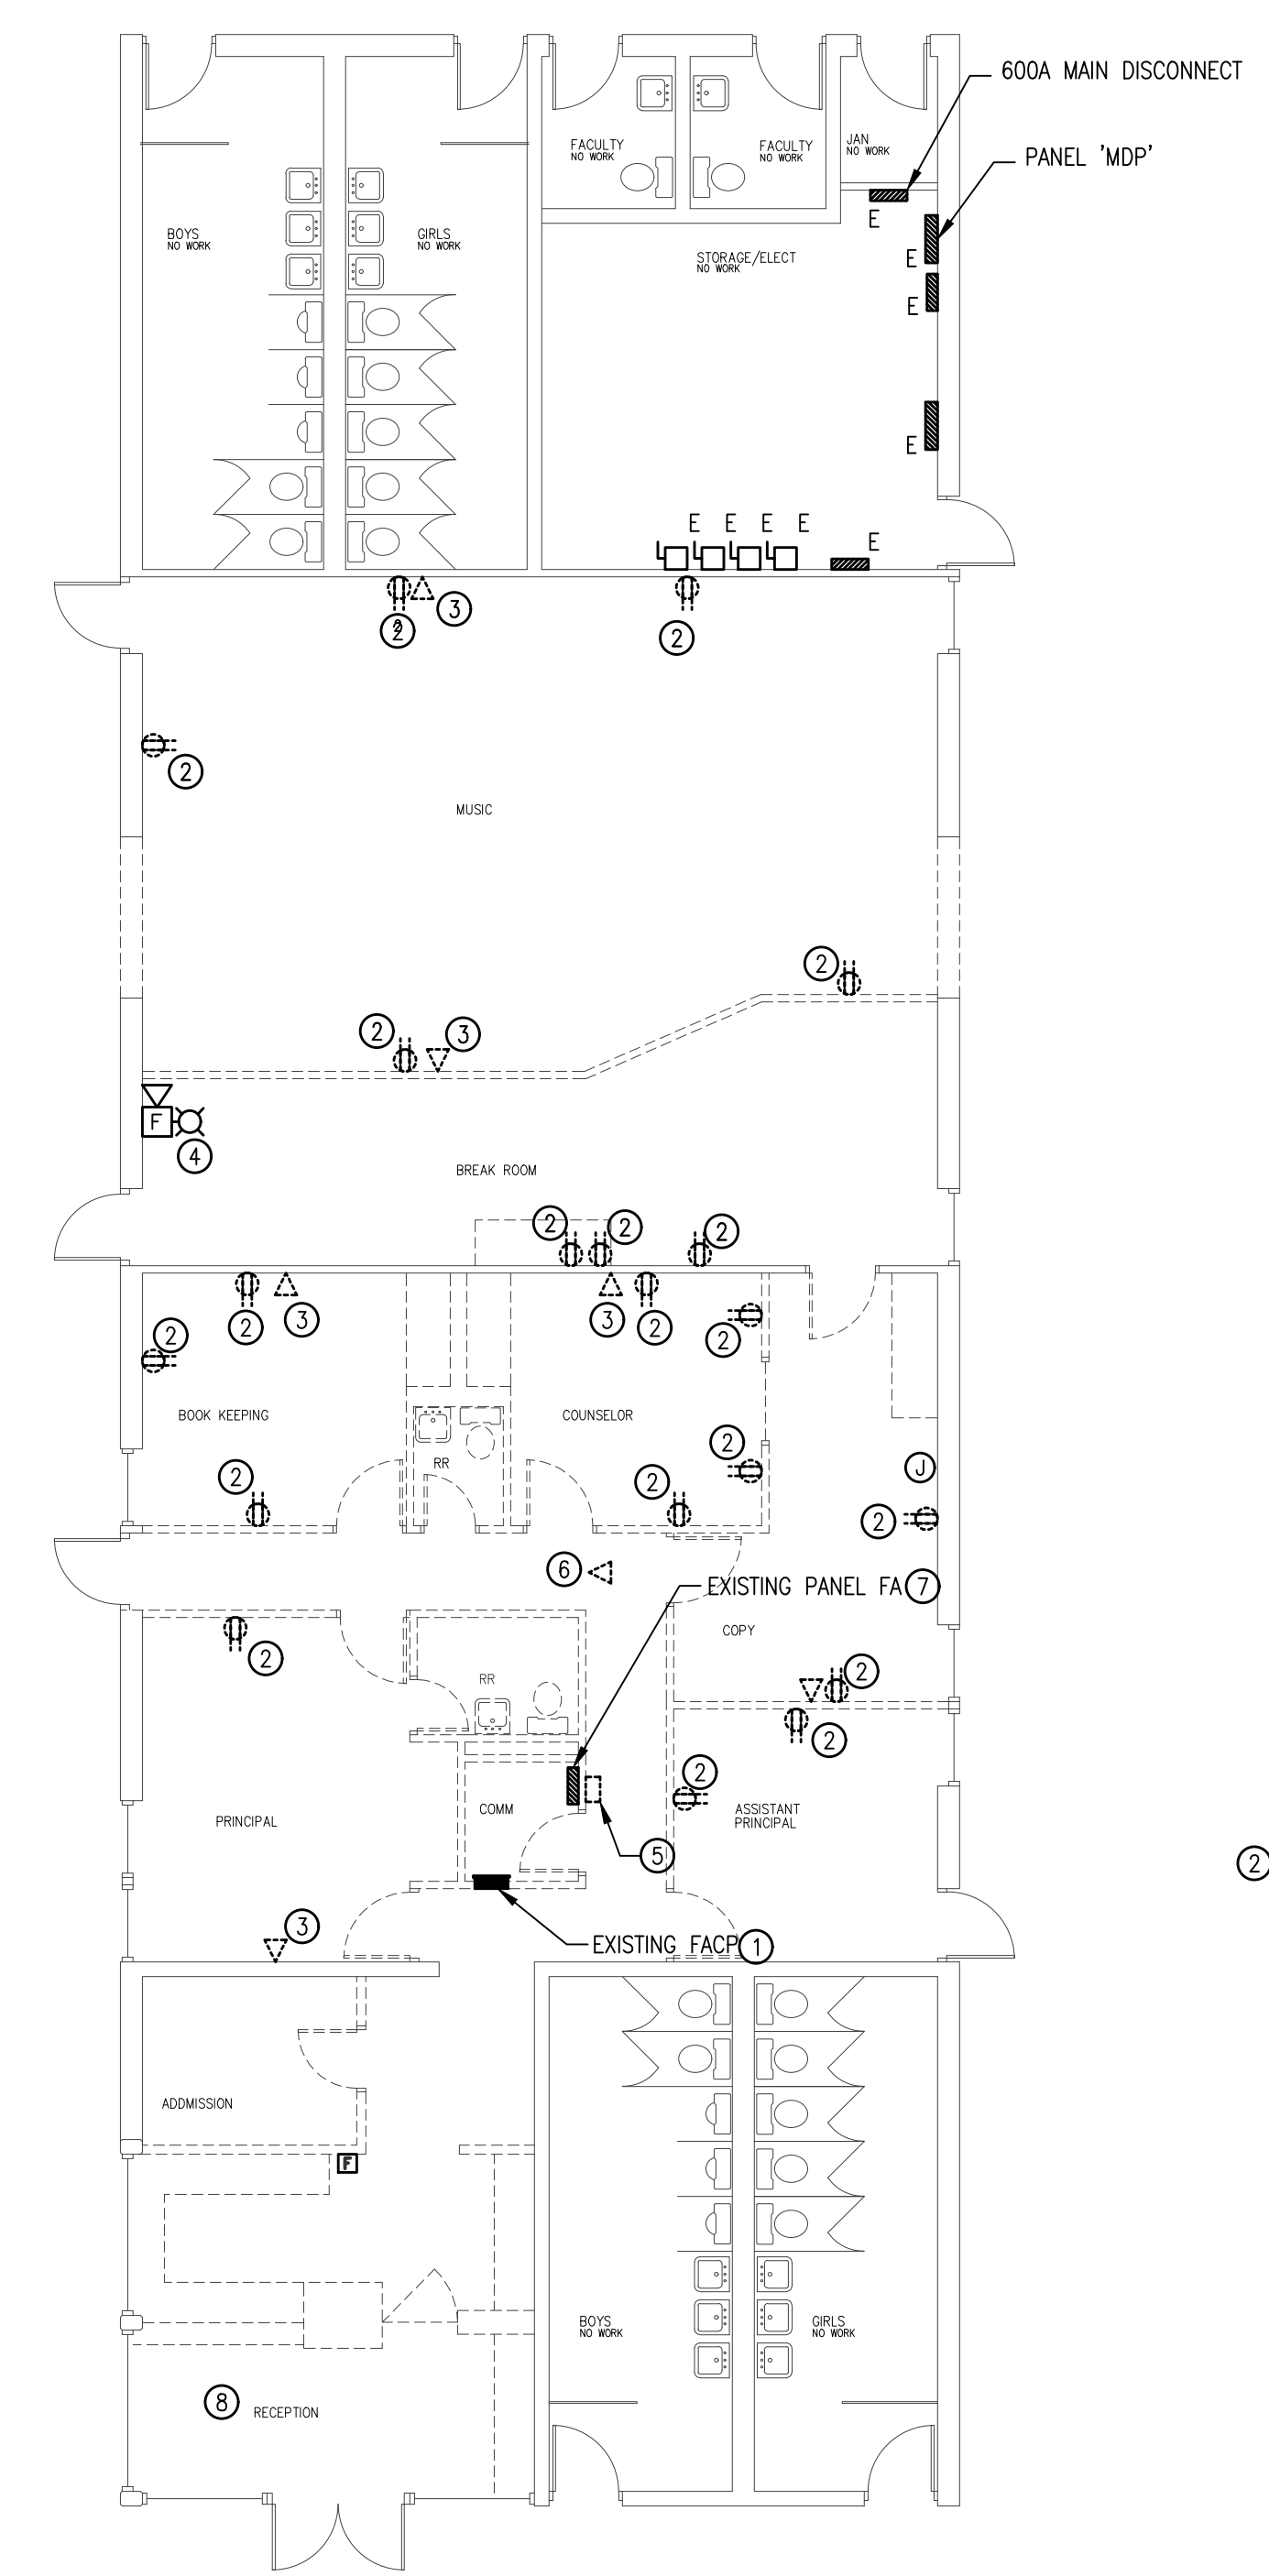 600A MAIN DISCONNECT
PANEL 'MDP'
FACULTY
NO WORK
FACULTY
NO WORK
JAN
NO WORK
E
BOYS
NO WORK
GIRLS
NO WORK
STORAGE/ELECT
NO WORK
E
E
E
E E E E
E
3
2
2
2
MUSIC
2
2
3
F
4
BREAK ROOM
2
2
2
2
3
3
2
2
2
BOOK KEEPING
COUNSELOR
2
RR
J
2
2
2
6
EXISTING PANEL FA 7
COPY
2
2
RR
2
2
COMM
ASSISTANT
PRINCIPAL
PRINCIPAL
5
2
3
EXISTING FACP 1
ADDMISSION
F
BOYS
NO WORK
GIRLS
NO WORK
8
RECEPTION